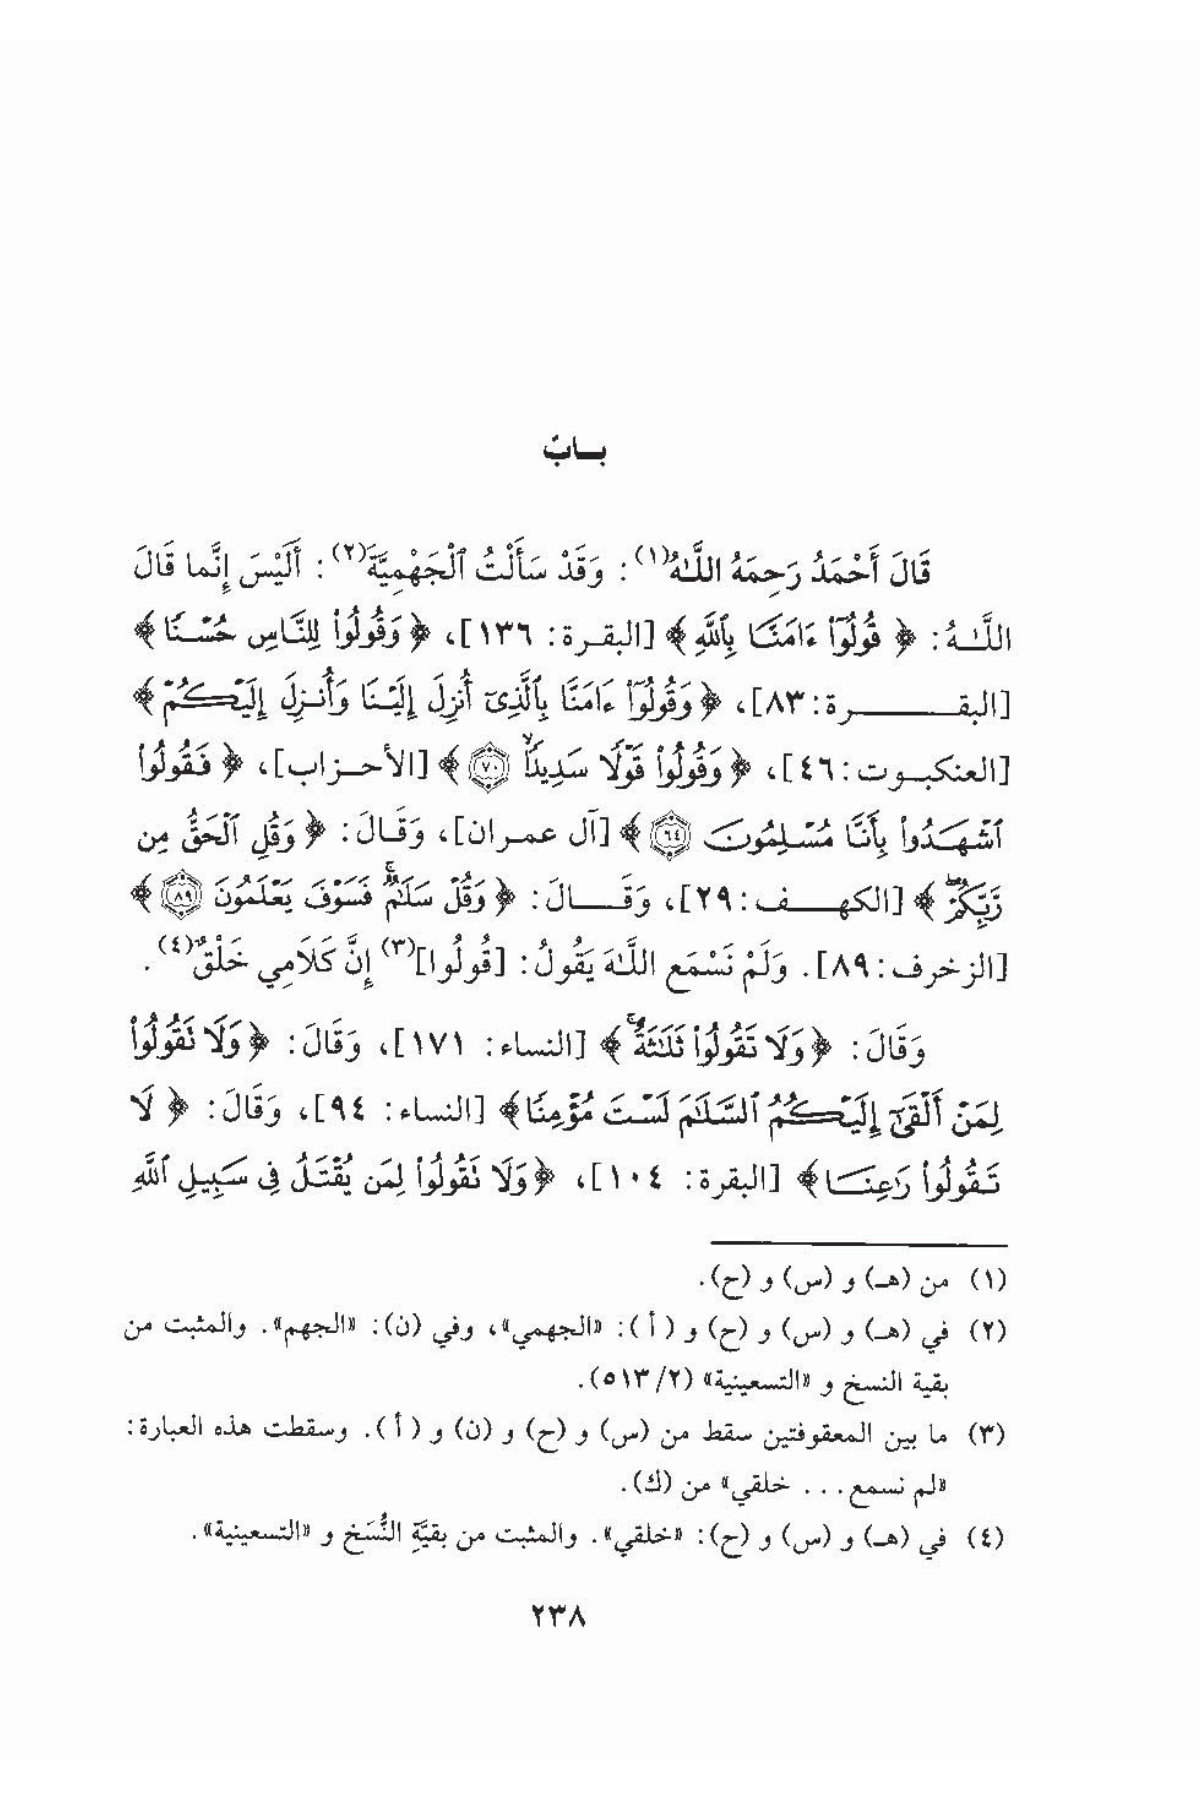 بــابٌ
قَالَ أَحْمَدُ رَحِمَهُ اللَّهُ(١): وَقَدْ سَأَلْتُ ٱلْجَهْمِيَّةَ(٢): أَلَيْسَ إِنَّما قَالَ
اللَّـهُ: ﴿قُولُوٓا۟ ءَامَنَّا بِٱللَّهِ﴾ [البقرة: ١٣٦]، ﴿وَقُولُوا۟ لِلنَّاسِ حُسْنًا﴾
[البقـرة: ٨٣]، ﴿وَقُولُوٓا۟ ءَامَنَّا بِٱلَّذِىٓ أُنزِلَ إِلَيْنَا وَأُنزِلَ إِلَيْكُمْ﴾
[العنكبوت: ٤٦]، ﴿وَقُولُوا۟ قَوْلًا سَدِيدًا ۝٧٠﴾ [الأحزاب]، ﴿فَقُولُوا۟
ٱشْهَدُوا۟ بِأَنَّا مُسْلِمُونَ ۝٦٤﴾ [آل عمران]، وَقَالَ: ﴿وَقُلِ ٱلْحَقُّ مِن
رَّبِّكُمْ﴾ [الكهف: ٢٩]، وَقَالَ: ﴿وَقُلْ سَلَٰمٌ فَسَوْفَ يَعْلَمُونَ ۝٨٩﴾
[الزخرف: ٨٩]. وَلَمْ نَسْمَعِ اللَّهَ يَقُولُ: [قُولُوا](٣) إِنَّ كَلَامِي خَلْقٌ(٤).
وَقَالَ: ﴿وَلَا تَقُولُوا۟ ثَلَٰثَةٌ﴾ [النساء: ١٧١]، وَقَالَ: ﴿وَلَا تَقُولُوا۟
لِمَنْ أَلْقَىٰٓ إِلَيْكُمُ ٱلسَّلَٰمَ لَسْتَ مُؤْمِنًا﴾ [النساء: ٩٤]، وَقَالَ: ﴿لَا
تَقُولُوا۟ رَٰعِنَا﴾ [البقرة: ١٠٤]، ﴿وَلَا تَقُولُوا۟ لِمَن يُقْتَلُ فِى سَبِيلِ ٱللَّهِ
(١) من (هـ) و (س) و (ح).
(٢) في (هـ) و (س) و (ح) و (أ): «الجهمي»، وفي (ن): «الجهم». والمثبت من
بقية النسخ و «التسعينية» (٢/ ٥١٣).
(٣) ما بين المعقوفتين سقط من (س) و (ح) و (ن) و (أ). وسقطت هذه العبارة:
«لم نسمع... خلقي» من (ك).
(٤) في (هـ) و (س) و (ح): «خلقي». والمثبت من بقيَّةِ النُّسَخِ و «التسعينية».
٢٣٨